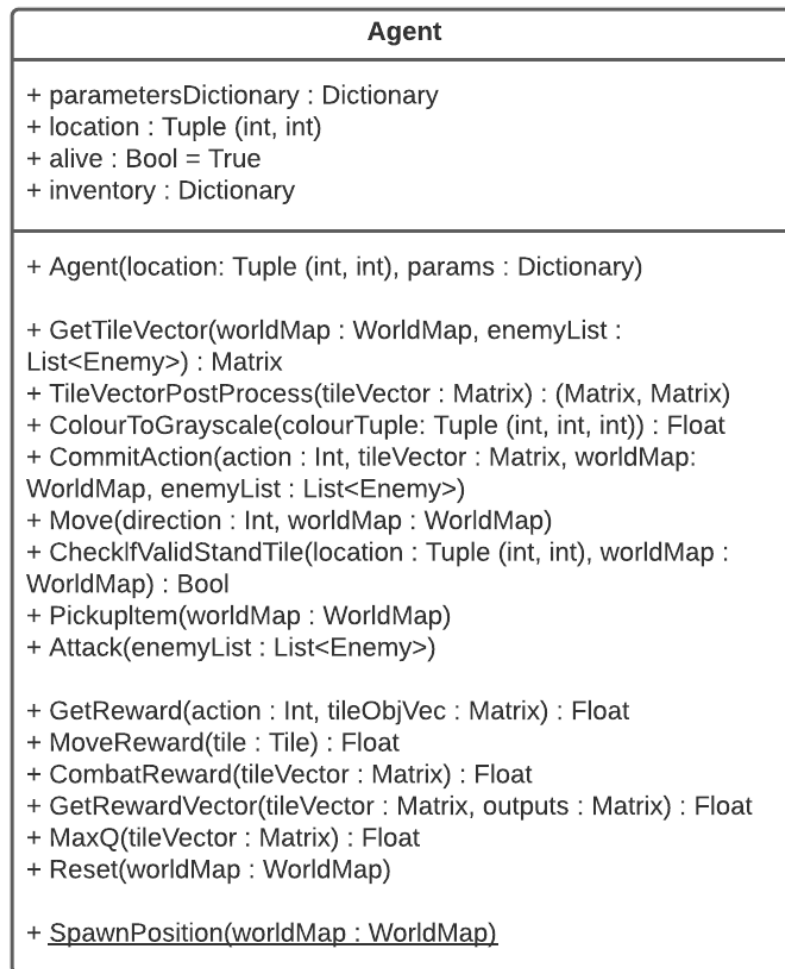 Agent
+ parametersDictionary : Dictionary
+ location : Tuple (int, int)
+ alive : Bool = True
+ inventory : Dictionary
+ Agent(location: Tuple (int, int), params : Dictionary)
+ GetTileVector(worldMap : WorldMap, enemyList :
List<Enemy>) : Matrix
+ TileVectorPostProcess(tileVector : Matrix) : (Matrix, Matrix)
+ ColourToGrayscale(colourTuple: Tuple (int, int, int)) : Float
+ CommitAction(action : Int, tileVector : Matrix, worldMap:
WorldMap, enemyList : List<Enemy>)
+ Move(direction : Int, worldMap : WorldMap)
+ CheckIfValidStandTile(location : Tuple (int, int), worldMap :
WorldMap) : Bool
+ PickupItem(worldMap : WorldMap)
+ Attack(enemyList : List<Enemy>)
+ GetReward(action : Int, tileObjVec : Matrix) : Float
+ MoveReward(tile : Tile) : Float
+ CombatReward(tileVector : Matrix) : Float
+ GetRewardVector(tileVector : Matrix, outputs : Matrix) : Float
+ MaxQ(tileVector : Matrix) : Float
+ Reset(worldMap : WorldMap)
+ SpawnPosition(worldMap : WorldMap)